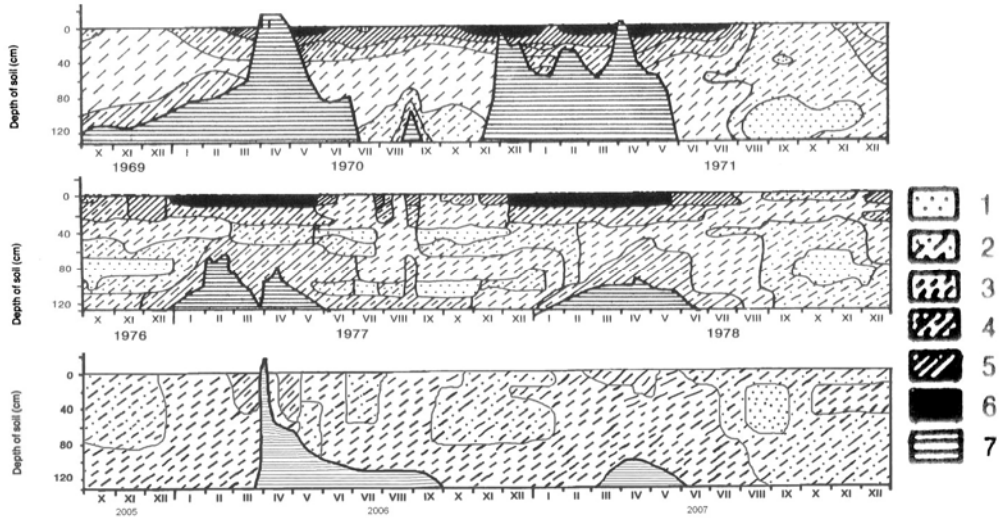 Depth of soil (cm)
0
40
80
120
X XI XII I II III IV V VI VII VIII IX X XI XII I II III IV V VI VII VIII IX X XI XII
1969 1970 1971
Depth of soil (cm)
0
40
80
120
X XI XII I II III IV V VI VII VIII IX X XI XII I II III IV V VI VII VIII IX X XI XII
1976 1977 1978
Depth of soil (cm)
0
40
80
120
X XI XII I II III IV V VI VII VIII IX X XI XII I II III IV V VI VII VIII IX X XI XII
2005 2006 2007
1
2
3
4
5
6
7